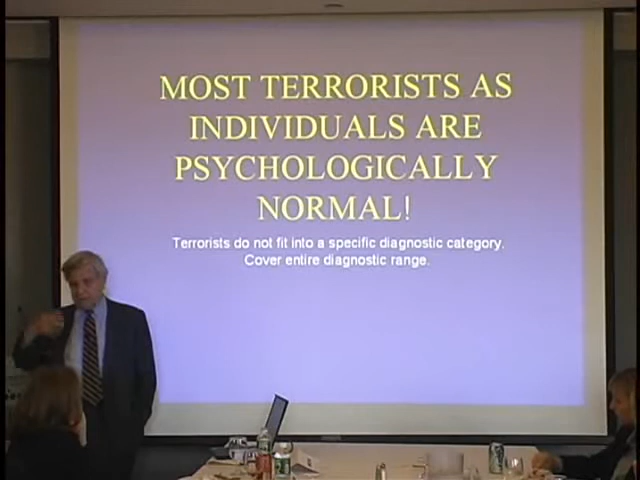 MOST TERRORISTS AS
INDIVIDUALS ARE
PSYCHOLOGICALLY
NORMAL!
Terrorists do not fit into a specific diagnostic category.
Cover entire diagnostic range.